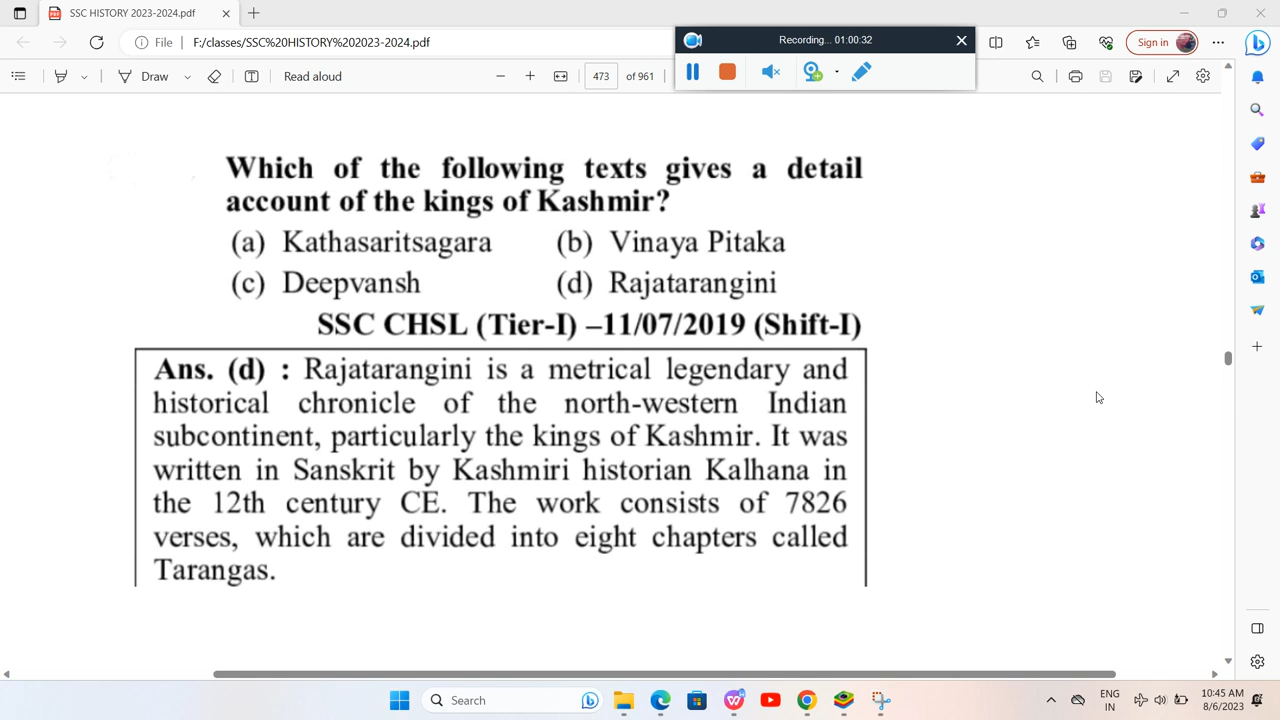 SSC HISTORY 2023-2024.pdf
Recording... 01:00:32
File F:/classes/SSC%20HISTORY%202023-2024.pdf
Sign in
Draw
Read aloud
473 of 961
Which of the following texts gives a detail
account of the kings of Kashmir?
(a) Kathasaritsagara (b) Vinaya Pitaka
(c) Deepvansh (d) Rajatarangini
SSC CHSL (Tier-I) –11/07/2019 (Shift-I)
Ans. (d) : Rajatarangini is a metrical legendary and
historical chronicle of the north-western Indian
subcontinent, particularly the kings of Kashmir. It was
written in Sanskrit by Kashmiri historian Kalhana in
the 12th century CE. The work consists of 7826
verses, which are divided into eight chapters called
Tarangas.
Search
ENG
IN
10:45 AM
8/6/2023